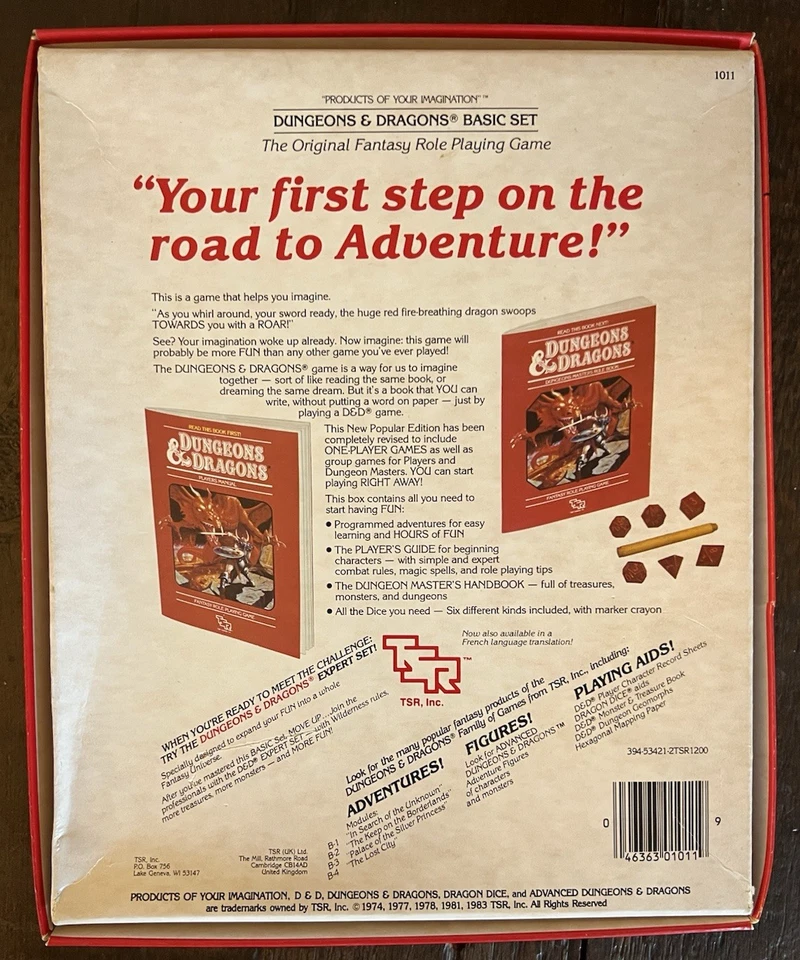 1011
"PRODUCTS OF YOUR IMAGINATION"™
DUNGEONS & DRAGONS® BASIC SET
The Original Fantasy Role Playing Game
"Your first step on the
road to Adventure!"
This is a game that helps you imagine.
"As you whirl around, your sword ready, the huge red fire-breathing dragon swoops
TOWARDS you with a ROAR!"
See? Your imagination woke up already. Now imagine: this game will
probably be more FUN than any other game you've ever played!
The DUNGEONS & DRAGONS® game is a way for us to imagine
together — sort of like reading the same book, or
dreaming the same dream. But it's a book that YOU can
write, without putting a word on paper — just by
playing a D&D® game.
READ THIS BOOK NEXT!
DUNGEONS
& DRAGONS®
DUNGEON MASTERS RULE BOOK
FANTASY ROLE PLAYING GAME
TSR
READ THIS BOOK FIRST!
DUNGEONS
& DRAGONS®
PLAYERS MANUAL
FANTASY ROLE PLAYING GAME
TSR
This New Popular Edition has been
completely revised to include
ONE-PLAYER GAMES as well as
group games for Players and
Dungeon Masters. YOU can start
playing RIGHT AWAY!
This box contains all you need to
start having FUN:
• Programmed adventures for easy
learning and HOURS of FUN
• The PLAYER'S GUIDE for beginning
characters — with simple and expert
combat rules, magic spells, and role playing tips
• The DUNGEON MASTER'S HANDBOOK — full of treasures,
monsters, and dungeons
• All the Dice you need — Six different kinds included, with marker crayon
WHEN YOU'RE READY TO MEET THE CHALLENGE:
TRY THE DUNGEONS & DRAGONS® EXPERT SET!
Specially designed to expand your FUN into a whole
Fantasy Universe.
After you've mastered this BASIC Set, MOVE UP...Join the
professionals with the D&D® EXPERT SET — with Wilderness rules,
more treasures, more monsters — and MORE FUN!
TSR™
TSR, Inc.
Now also available in a
French language translation!
Look for the many popular fantasy products of the
DUNGEONS & DRAGONS® Family of Games from TSR, Inc., including:
ADVENTURES!
Modules:
B-1 "In Search of the Unknown"
B-2 "The Keep on the Borderlands"
B-3 "Palace of the Silver Princess"
B-4 "The Lost City"
FIGURES!
Look for ADVANCED
DUNGEONS & DRAGONS™
Adventure Figures
of characters
and monsters
PLAYING AIDS!
D&D® Player Character Record Sheets
DRAGON DICE® aids
D&D® Monster & Treasure Book
D&D® Dungeon Geomorphs
Hexagonal Mapping Paper
394-53421-2TSR1200
0 46363 01011 9
TSR, Inc.
P.O. Box 756
Lake Geneva, WI 53147
TSR (UK) Ltd.
The Mill, Rathmore Road
Cambridge CB14AD
United Kingdom
PRODUCTS OF YOUR IMAGINATION, D & D, DUNGEONS & DRAGONS, DRAGON DICE, and ADVANCED DUNGEONS & DRAGONS
are trademarks owned by TSR, Inc. © 1974, 1977, 1978, 1981, 1983 TSR, Inc. All Rights Reserved